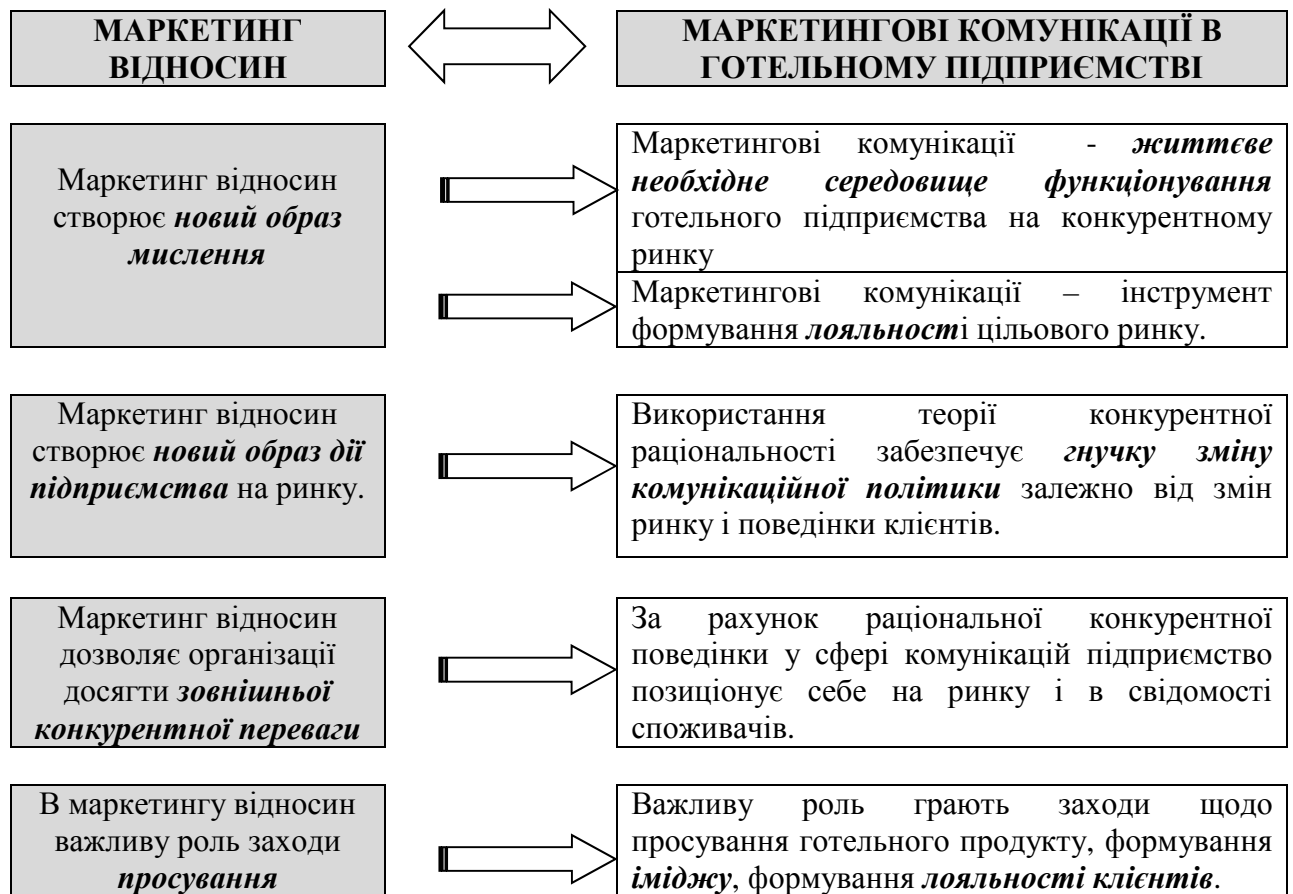 МАРКЕТИНГ
ВІДНОСИН
МАРКЕТИНГОВІ КОМУНІКАЦІЇ В
ГОТЕЛЬНОМУ ПІДПРИЄМСТВІ
Маркетинг відносин
створює новий образ
мислення
Маркетингові комунікації - життєве
необхідне середовище функціонування
готельного підприємства на конкурентному
ринку
Маркетингові комунікації – інструмент
формування лояльності цільового ринку.
Маркетинг відносин
створює новий образ дії
підприємства на ринку.
Використання теорії конкурентної
раціональності забезпечує гнучку зміну
комунікаційної політики залежно від змін
ринку і поведінки клієнтів.
Маркетинг відносин
дозволяє організації
досягти зовнішньої
конкурентної переваги
За рахунок раціональної конкурентної
поведінки у сфері комунікацій підприємство
позиціонує себе на ринку і в свідомості
споживачів.
В маркетингу відносин
важливу роль заходи
просування
Важливу роль грають заходи щодо
просування готельного продукту, формування
іміджу, формування лояльності клієнтів.